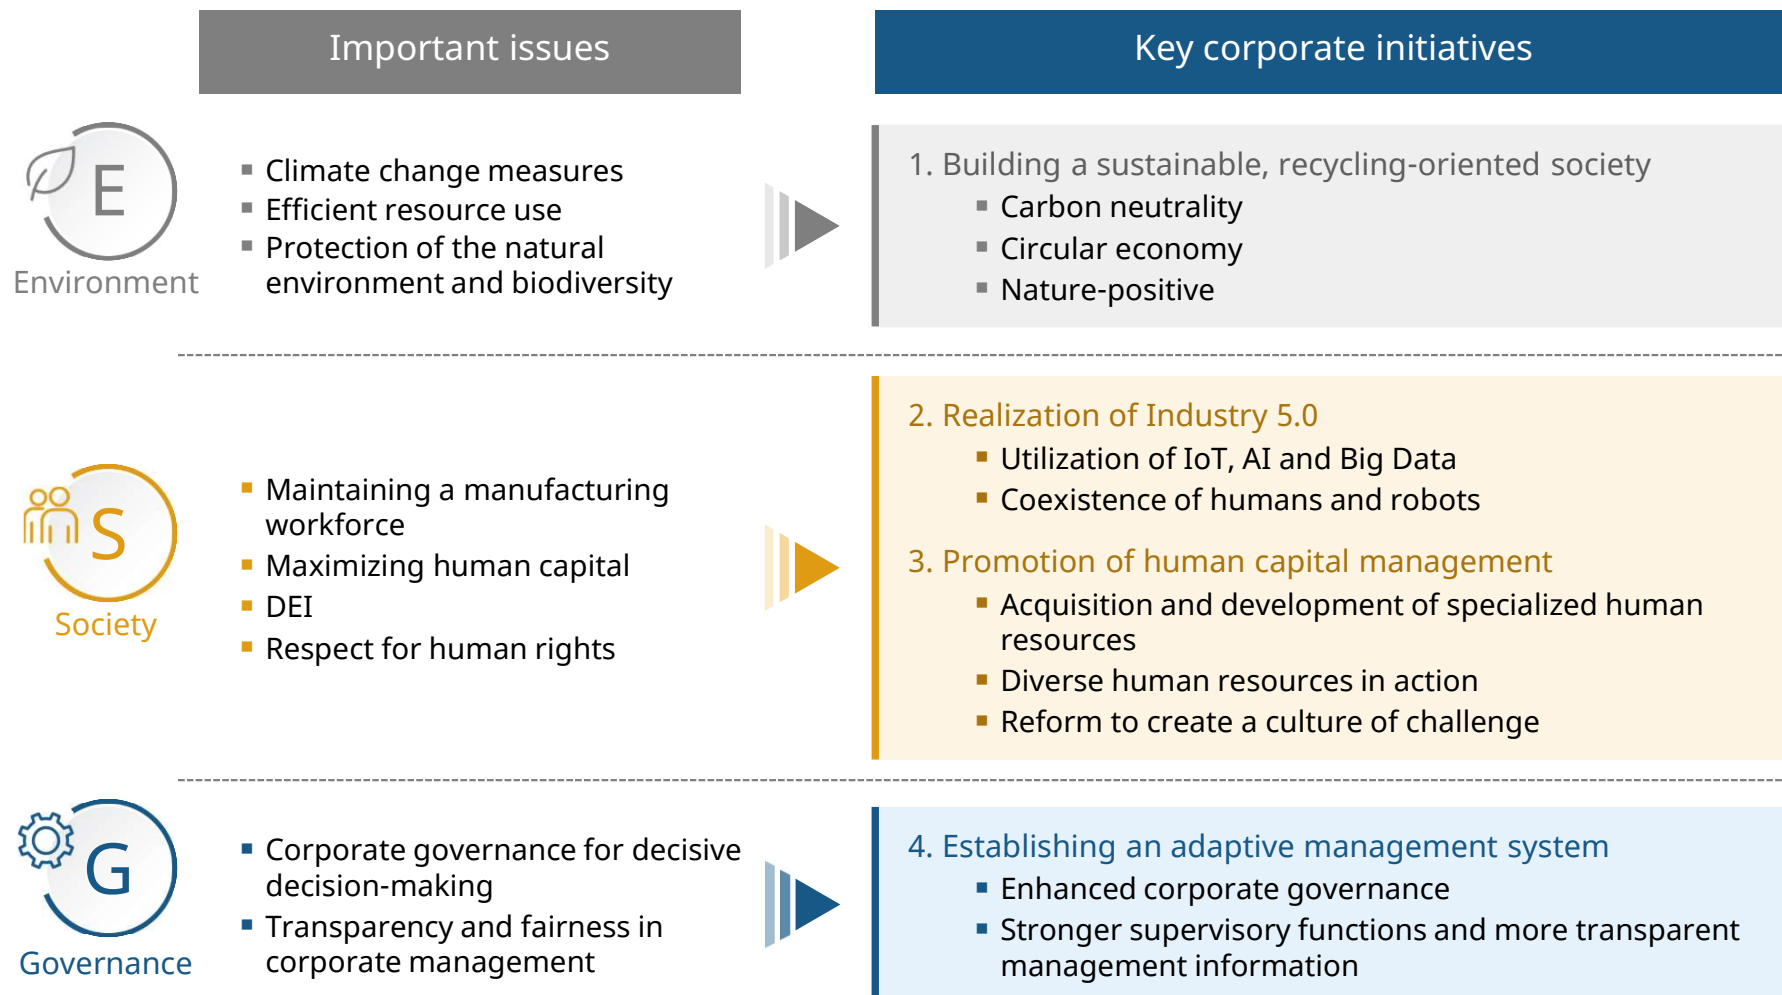 Important issues
Key corporate initiatives
E
Environment
■ Climate change measures
■ Efficient resource use
■ Protection of the natural
environment and biodiversity
1. Building a sustainable, recycling-oriented society
■ Carbon neutrality
■ Circular economy
■ Nature-positive
S
Society
■ Maintaining a manufacturing
workforce
■ Maximizing human capital
■ DEI
■ Respect for human rights
2. Realization of Industry 5.0
■ Utilization of IoT, AI and Big Data
■ Coexistence of humans and robots
3. Promotion of human capital management
■ Acquisition and development of specialized human
resources
■ Diverse human resources in action
■ Reform to create a culture of challenge
G
Governance
■ Corporate governance for decisive
decision-making
■ Transparency and fairness in
corporate management
4. Establishing an adaptive management system
■ Enhanced corporate governance
■ Stronger supervisory functions and more transparent
management information